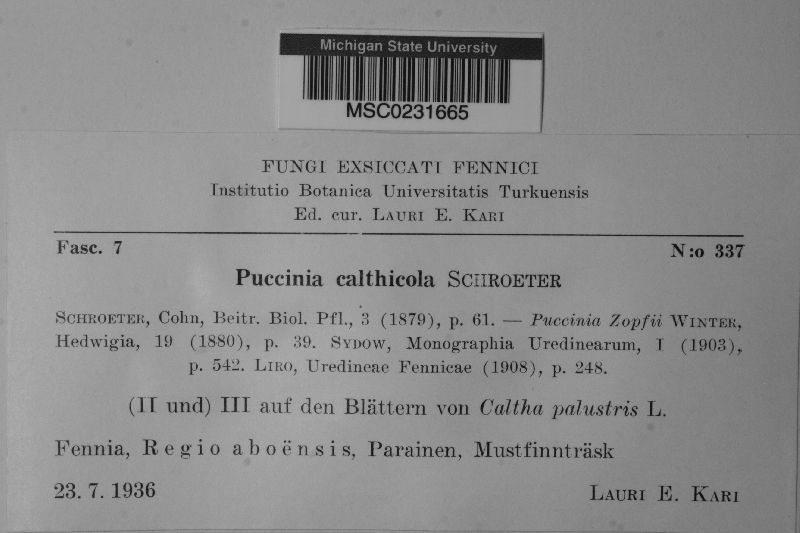 Michigan State University
MSC0231665
FUNGI EXSICCATI FENNICI
Institutio Botanica Universitatis Turkuensis
Ed. cur. LAURI E. KARI
Fasc. 7 N:o 337
Puccinia calthicola SCHROETER
SCHROETER, Cohn, Beitr. Biol. Pfl., 3 (1879), p. 61. — Puccinia Zopfii WINTER,
Hedwigia, 19 (1880), p. 39. SYDOW, Monographia Uredinearum, I (1903),
p. 542. LIRO, Uredineae Fennicae (1908), p. 248.
(II und) III auf den Blättern von Caltha palustris L.
Fennia, Regio aboënsis, Parainen, Mustfinnträsk
23. 7. 1936 LAURI E. KARI